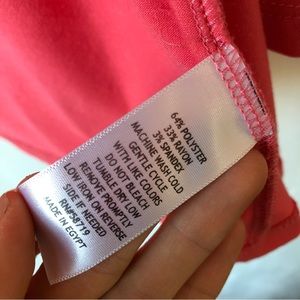 64% POLYESTER
33% RAYON
3% SPANDEX
MACHINE WASH COLD
GENTLE CYCLE
WITH LIKE COLORS
DO NOT BLEACH
TUMBLE DRY LOW
REMOVE PROMPTLY
LOW IRON ON REVERSE
SIDE IF NEEDED
RN#58719
MADE IN EGYPT